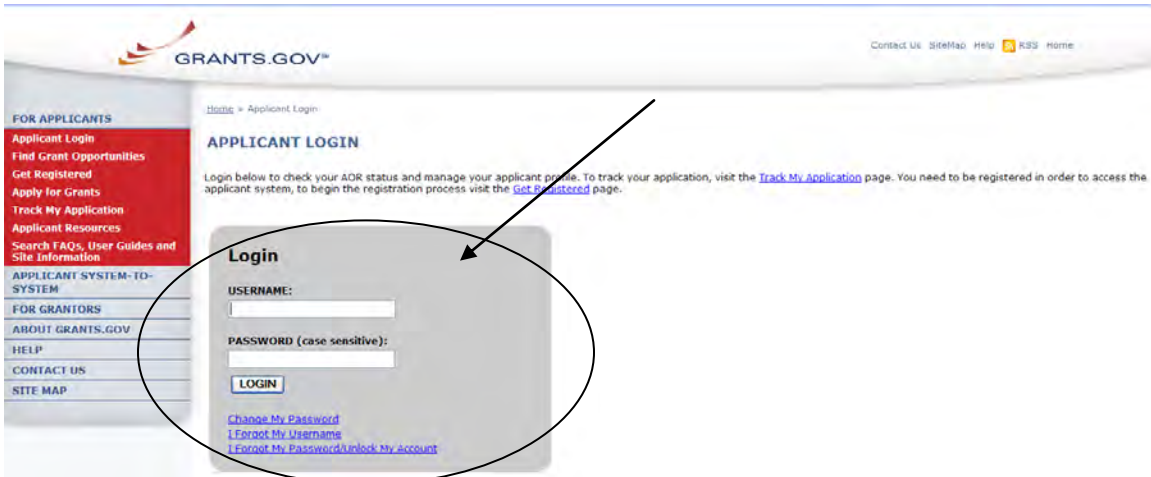 GRANTS.GOV℠
Contact Us SiteMap Help RSS Home
FOR APPLICANTS
Applicant Login
Find Grant Opportunities
Get Registered
Apply for Grants
Track My Application
Applicant Resources
Search FAQs, User Guides and
Site Information
APPLICANT SYSTEM-TO-
SYSTEM
FOR GRANTORS
ABOUT GRANTS.GOV
HELP
CONTACT US
SITE MAP
Home > Applicant Login
APPLICANT LOGIN
Login below to check your AOR status and manage your applicant profile. To track your application, visit the Track My Application page. You need to be registered in order to access the
applicant system, to begin the registration process visit the Get Registered page.
Login
USERNAME:
PASSWORD (case sensitive):
LOGIN
Change My Password
I Forgot My Username
I Forgot My Password/Unlock My Account